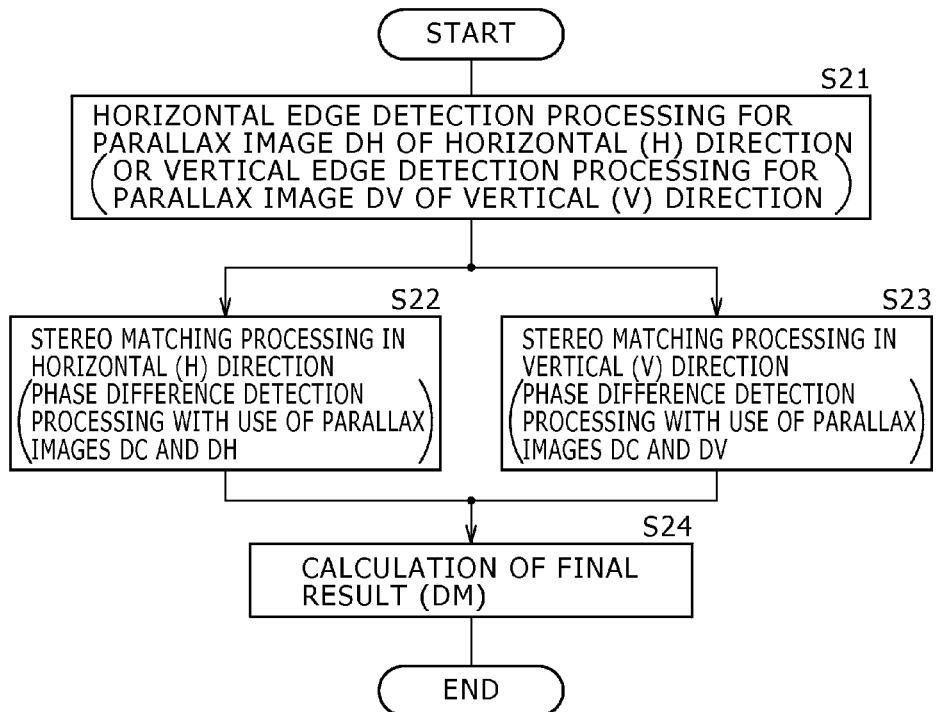 START
S21
HORIZONTAL EDGE DETECTION PROCESSING FOR
PARALLAX IMAGE DH OF HORIZONTAL (H) DIRECTION
(OR VERTICAL EDGE DETECTION PROCESSING FOR
PARALLAX IMAGE DV OF VERTICAL (V) DIRECTION)
S22
STEREO MATCHING PROCESSING IN
HORIZONTAL (H) DIRECTION
(PHASE DIFFERENCE DETECTION
PROCESSING WITH USE OF PARALLAX
IMAGES DC AND DH)
S23
STEREO MATCHING PROCESSING IN
VERTICAL (V) DIRECTION
(PHASE DIFFERENCE DETECTION
PROCESSING WITH USE OF PARALLAX
IMAGES DC AND DV)
S24
CALCULATION OF FINAL
RESULT (DM)
END